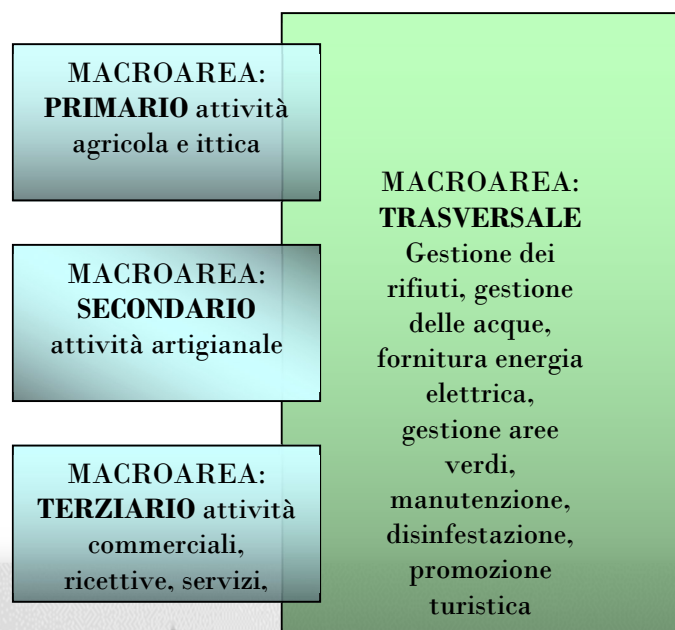 MACROAREA:
PRIMARIO attività
agricola e ittica
MACROAREA:
SECONDARIO
attività artigianale
MACROAREA:
TERZIARIO attività
commerciali,
ricettive, servizi,
MACROAREA:
TRASVERSALE
Gestione dei
rifiuti, gestione
delle acque,
fornitura energia
elettrica,
gestione aree
verdi,
manutenzione,
disinfestazione,
promozione
turistica